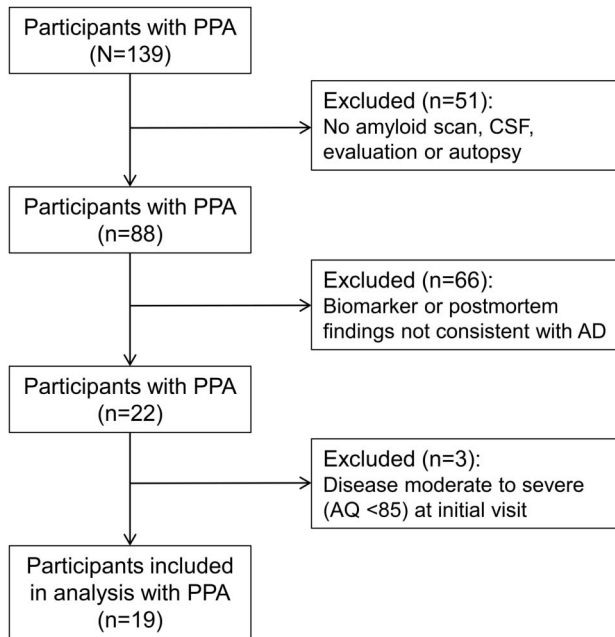 Participants with PPA
(N=139)
Excluded (n=51):
No amyloid scan, CSF,
evaluation or autopsy
Participants with PPA
(n=88)
Excluded (n=66):
Biomarker or postmortem
findings not consistent with AD
Participants with PPA
(n=22)
Excluded (n=3):
Disease moderate to severe
(AQ <85) at initial visit
Participants included
in analysis with PPA
(n=19)